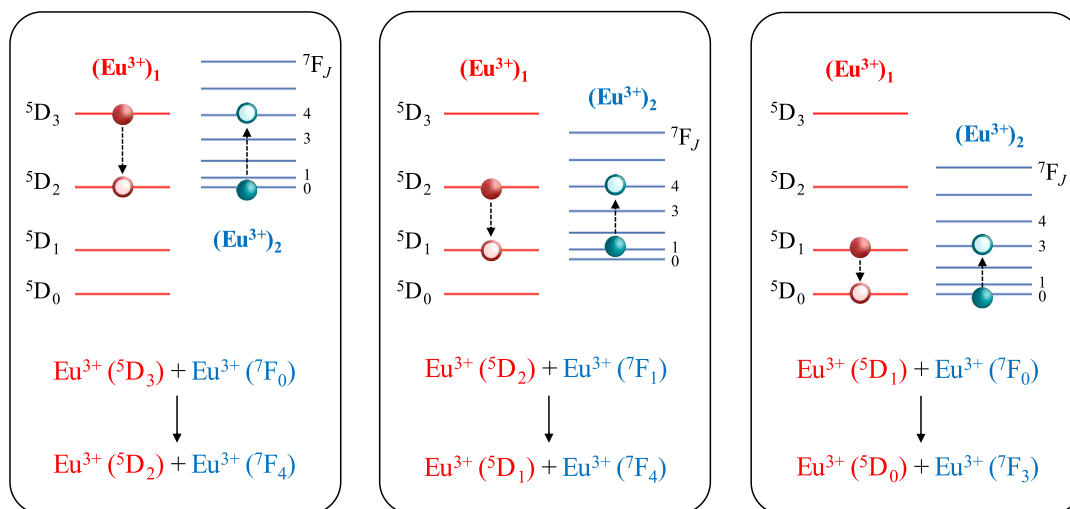 (Eu³⁺)₁
⁷F_J
⁵D₃
4
3
⁵D₂
1
0
(Eu³⁺)₂
⁵D₁
⁵D₀
Eu³⁺ (⁵D₃) + Eu³⁺ (⁷F₀)
Eu³⁺ (⁵D₂) + Eu³⁺ (⁷F₄)
(Eu³⁺)₁
(Eu³⁺)₂
⁵D₃
⁷F_J
⁵D₂
4
3
⁵D₁
1
0
⁵D₀
Eu³⁺ (⁵D₂) + Eu³⁺ (⁷F₁)
Eu³⁺ (⁵D₁) + Eu³⁺ (⁷F₄)
(Eu³⁺)₁
⁵D₃
(Eu³⁺)₂
⁷F_J
⁵D₂
4
⁵D₁
3
1
⁵D₀
0
Eu³⁺ (⁵D₁) + Eu³⁺ (⁷F₀)
Eu³⁺ (⁵D₀) + Eu³⁺ (⁷F₃)